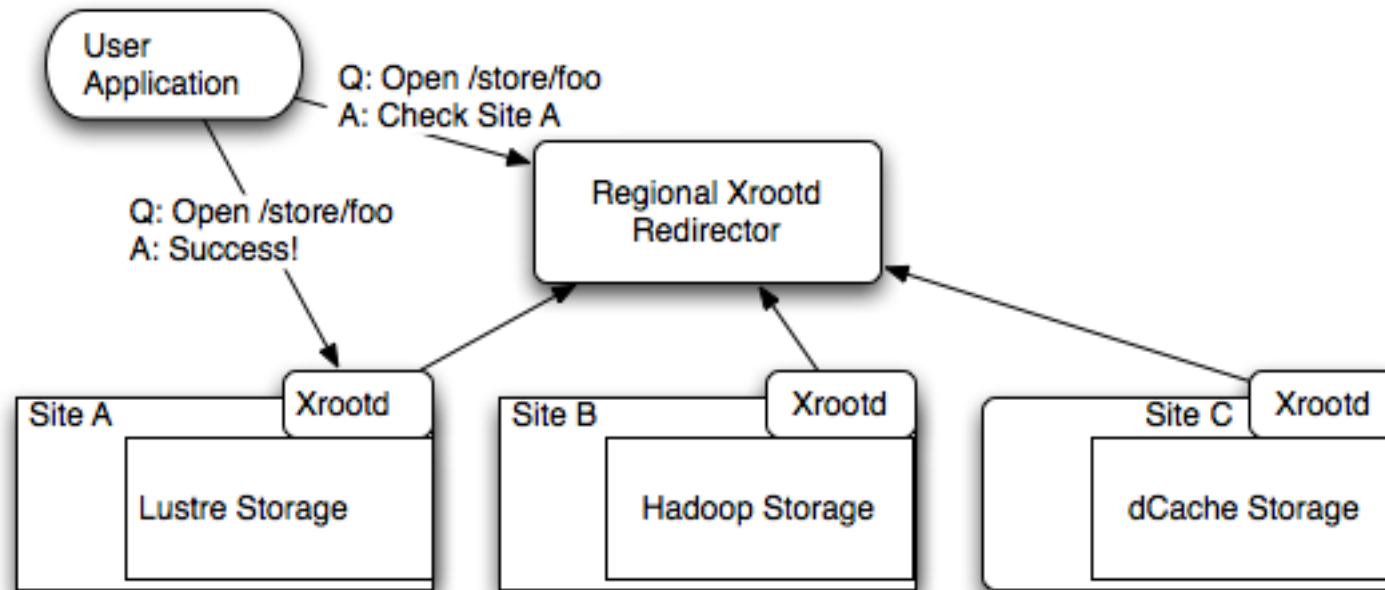 User
Application
Q: Open /store/foo
A: Check Site A
Regional Xrootd
Redirector
Q: Open /store/foo
A: Success!
Site A
Xrootd
Lustre Storage
Site B
Xrootd
Hadoop Storage
Site C
Xrootd
dCache Storage